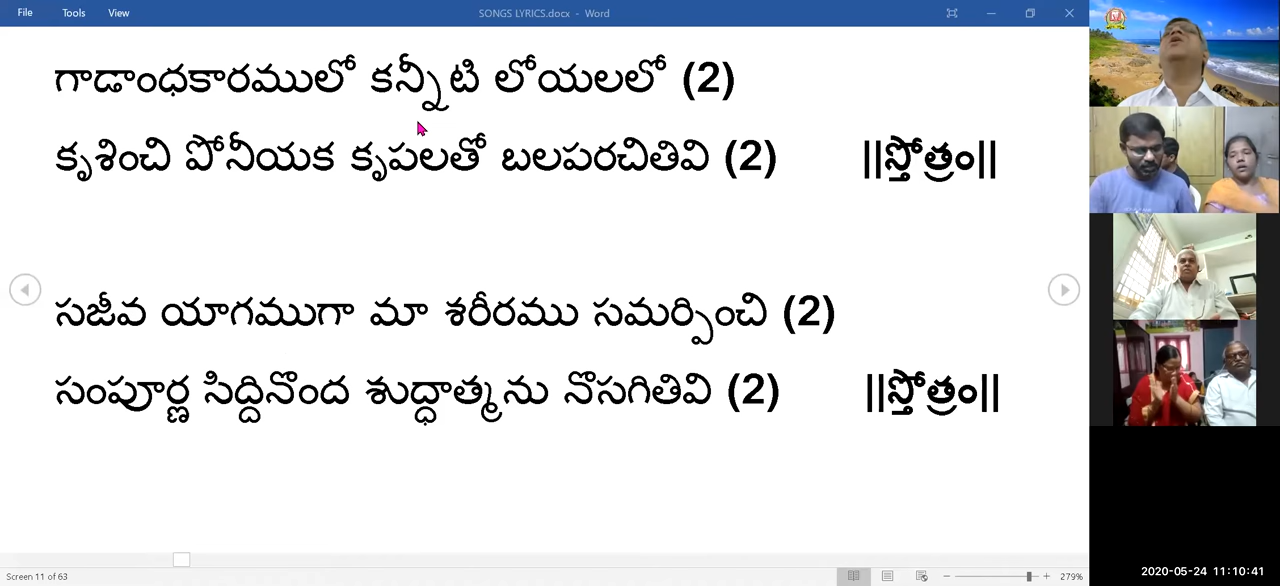 File Tools View SONGS LYRICS.docx - Word
గాడాంధకారములో కన్నీటి లోయలలో (2)
కృశించి పోనీయక కృపలతో బలపరచితివి (2) ||స్తోత్రం||
సజీవ యాగముగా మా శరీరము సమర్పించి (2)
సంపూర్ణ సిద్దినొంద శుద్ధాత్మను నొసగితివి (2) ||స్తోత్రం||
Screen 11 of 63 279%
2020-05-24 11:10:41